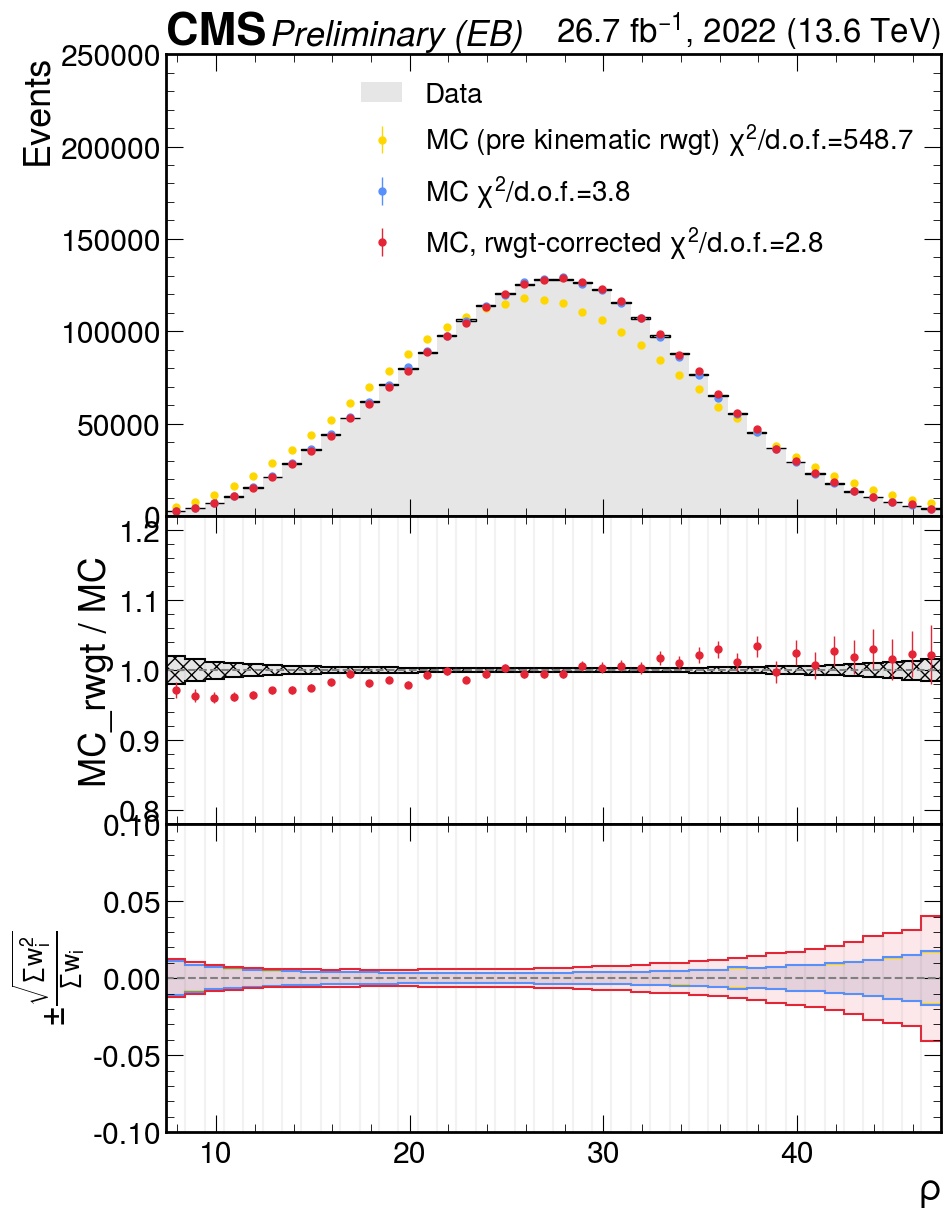 CMS Preliminary (EB) 26.7 fb⁻¹, 2022 (13.6 TeV)
Events
250000
200000
150000
100000
50000
0
Data
MC (pre kinematic rwgt) χ²/d.o.f.=548.7
MC χ²/d.o.f.=3.8
MC, rwgt-corrected χ²/d.o.f.=2.8
MC_rwgt / MC
1.2
1.1
1.0
0.9
0.8
± √Σwᵢ² / Σwᵢ
0.10
0.05
0.00
-0.05
-0.10
10 20 30 40
ρ